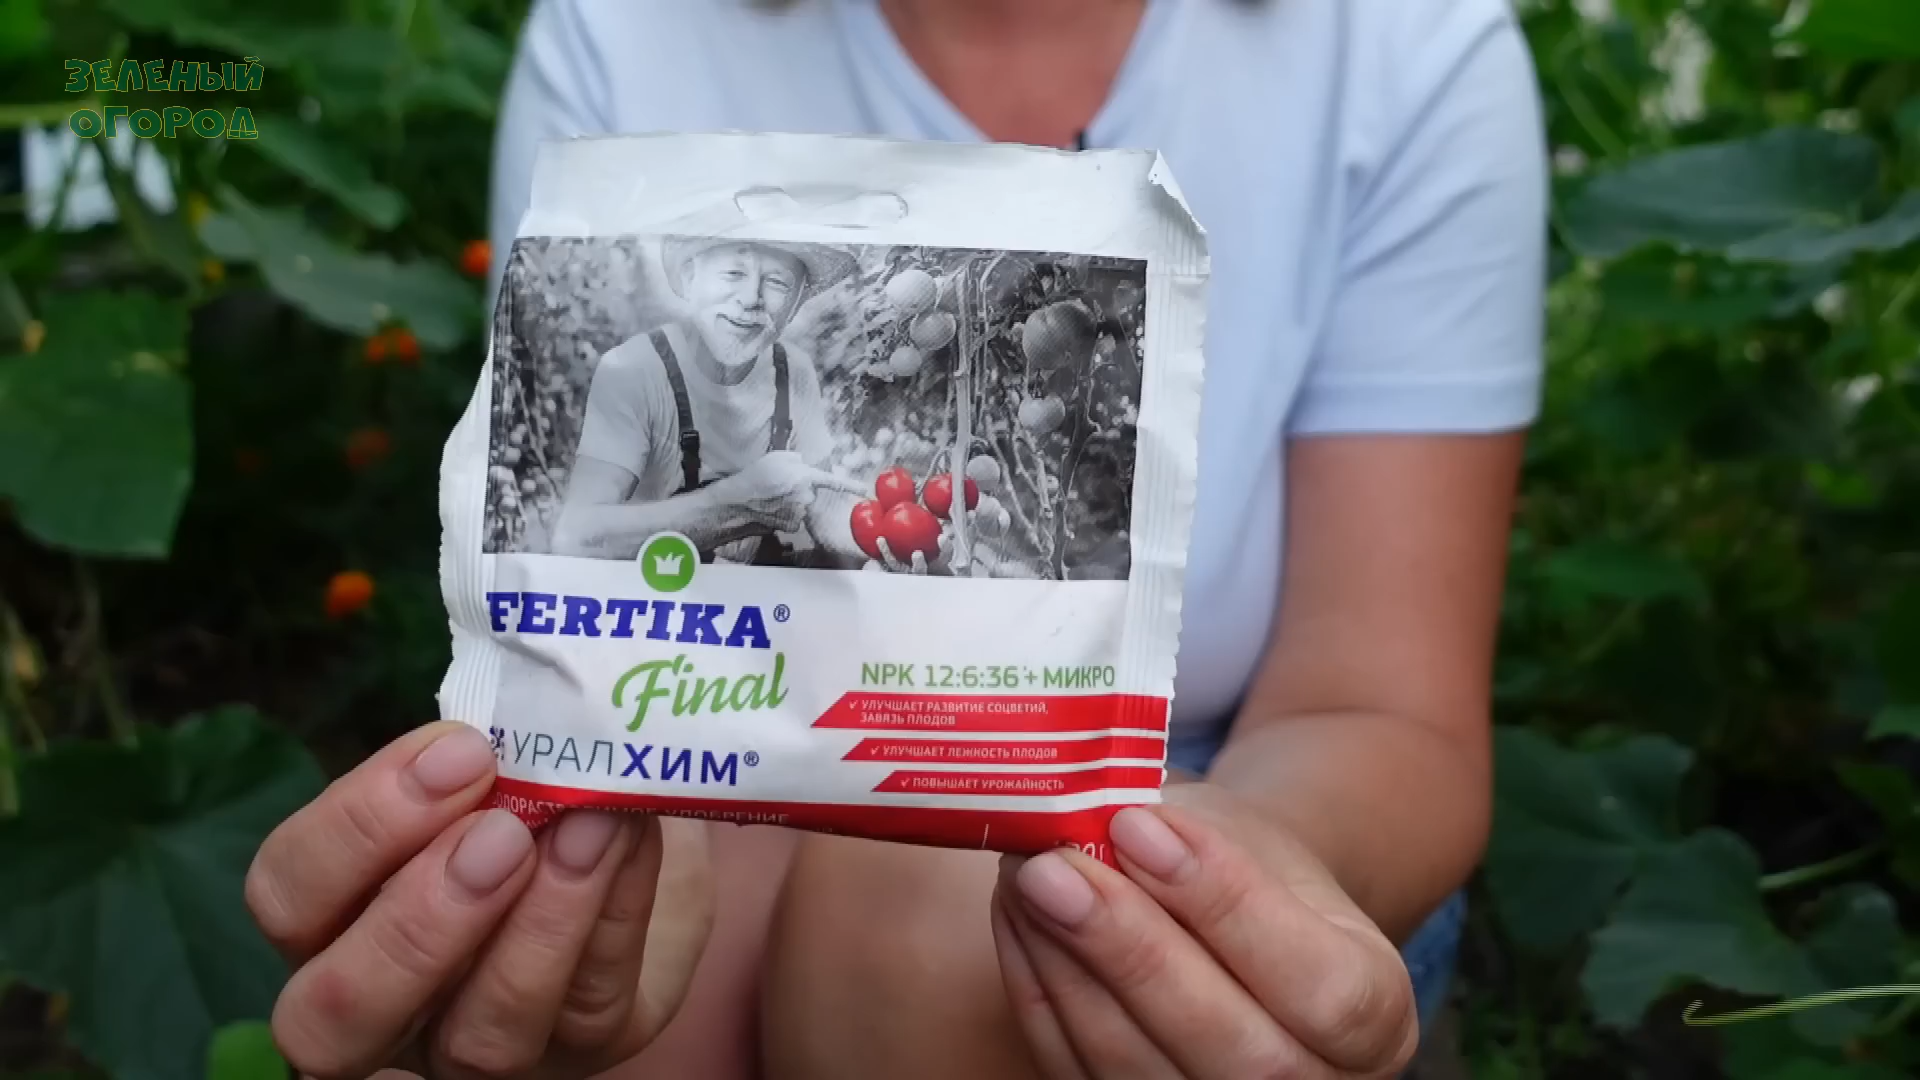 ЗЕЛЕНЫЙ
ОГОРОД
FERTIKA®
Final
УРАЛХИМ®
NPK 12:6:36 + МИКРО
✓ УЛУЧШАЕТ РАЗВИТИЕ СОЦВЕТИЙ,
ЗАВЯЗЬ ПЛОДОВ
✓ УЛУЧШАЕТ ЛЕЖКОСТЬ ПЛОДОВ
✓ ПОВЫШАЕТ УРОЖАЙНОСТЬ
УДОБРЕНИЕ